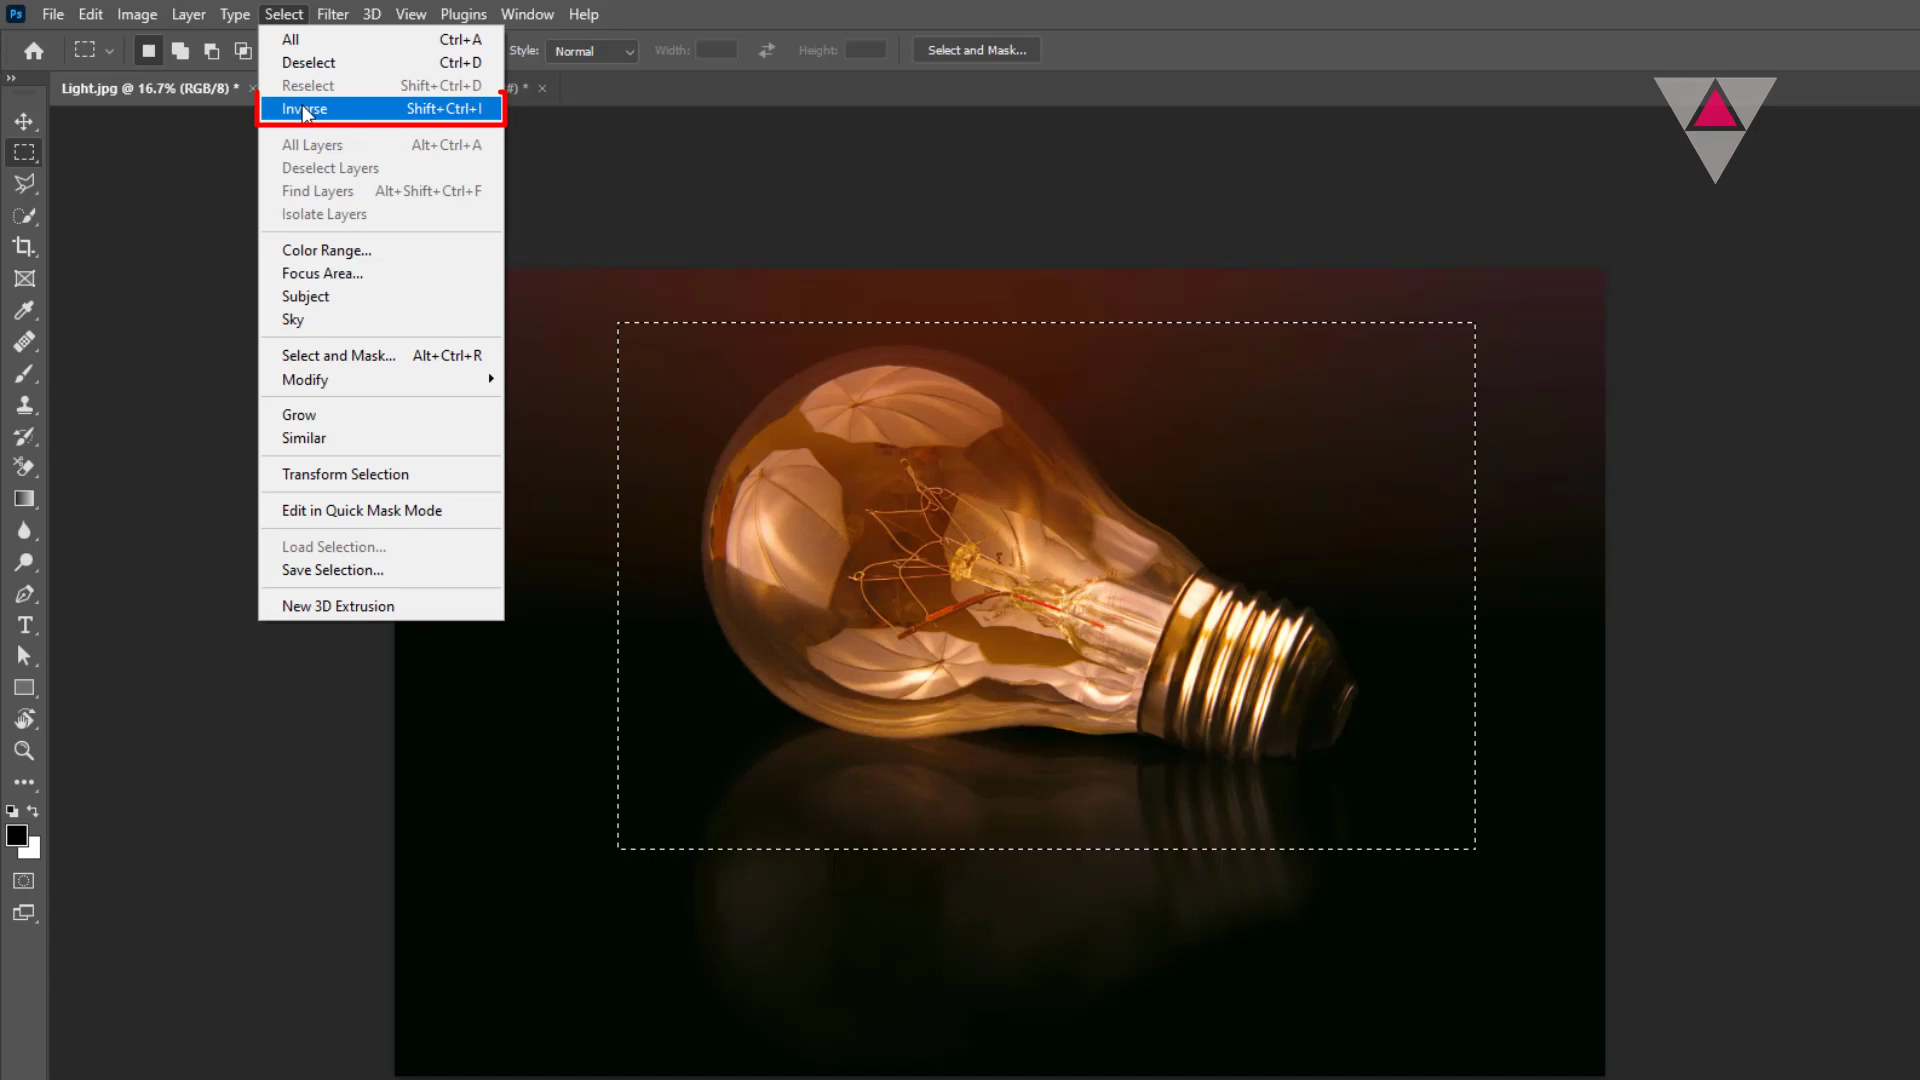 Ps File Edit Image Layer Type Select Filter 3D View Plugins Window Help
Style: Normal Width: Height: Select and Mask...
Light.jpg @ 16.7% (RGB/8) * × #) * ×
All Ctrl+A
Deselect Ctrl+D
Reselect Shift+Ctrl+D
Inverse Shift+Ctrl+I
All Layers Alt+Ctrl+A
Deselect Layers
Find Layers Alt+Shift+Ctrl+F
Isolate Layers
Color Range...
Focus Area...
Subject
Sky
Select and Mask... Alt+Ctrl+R
Modify
Grow
Similar
Transform Selection
Edit in Quick Mask Mode
Load Selection...
Save Selection...
New 3D Extrusion